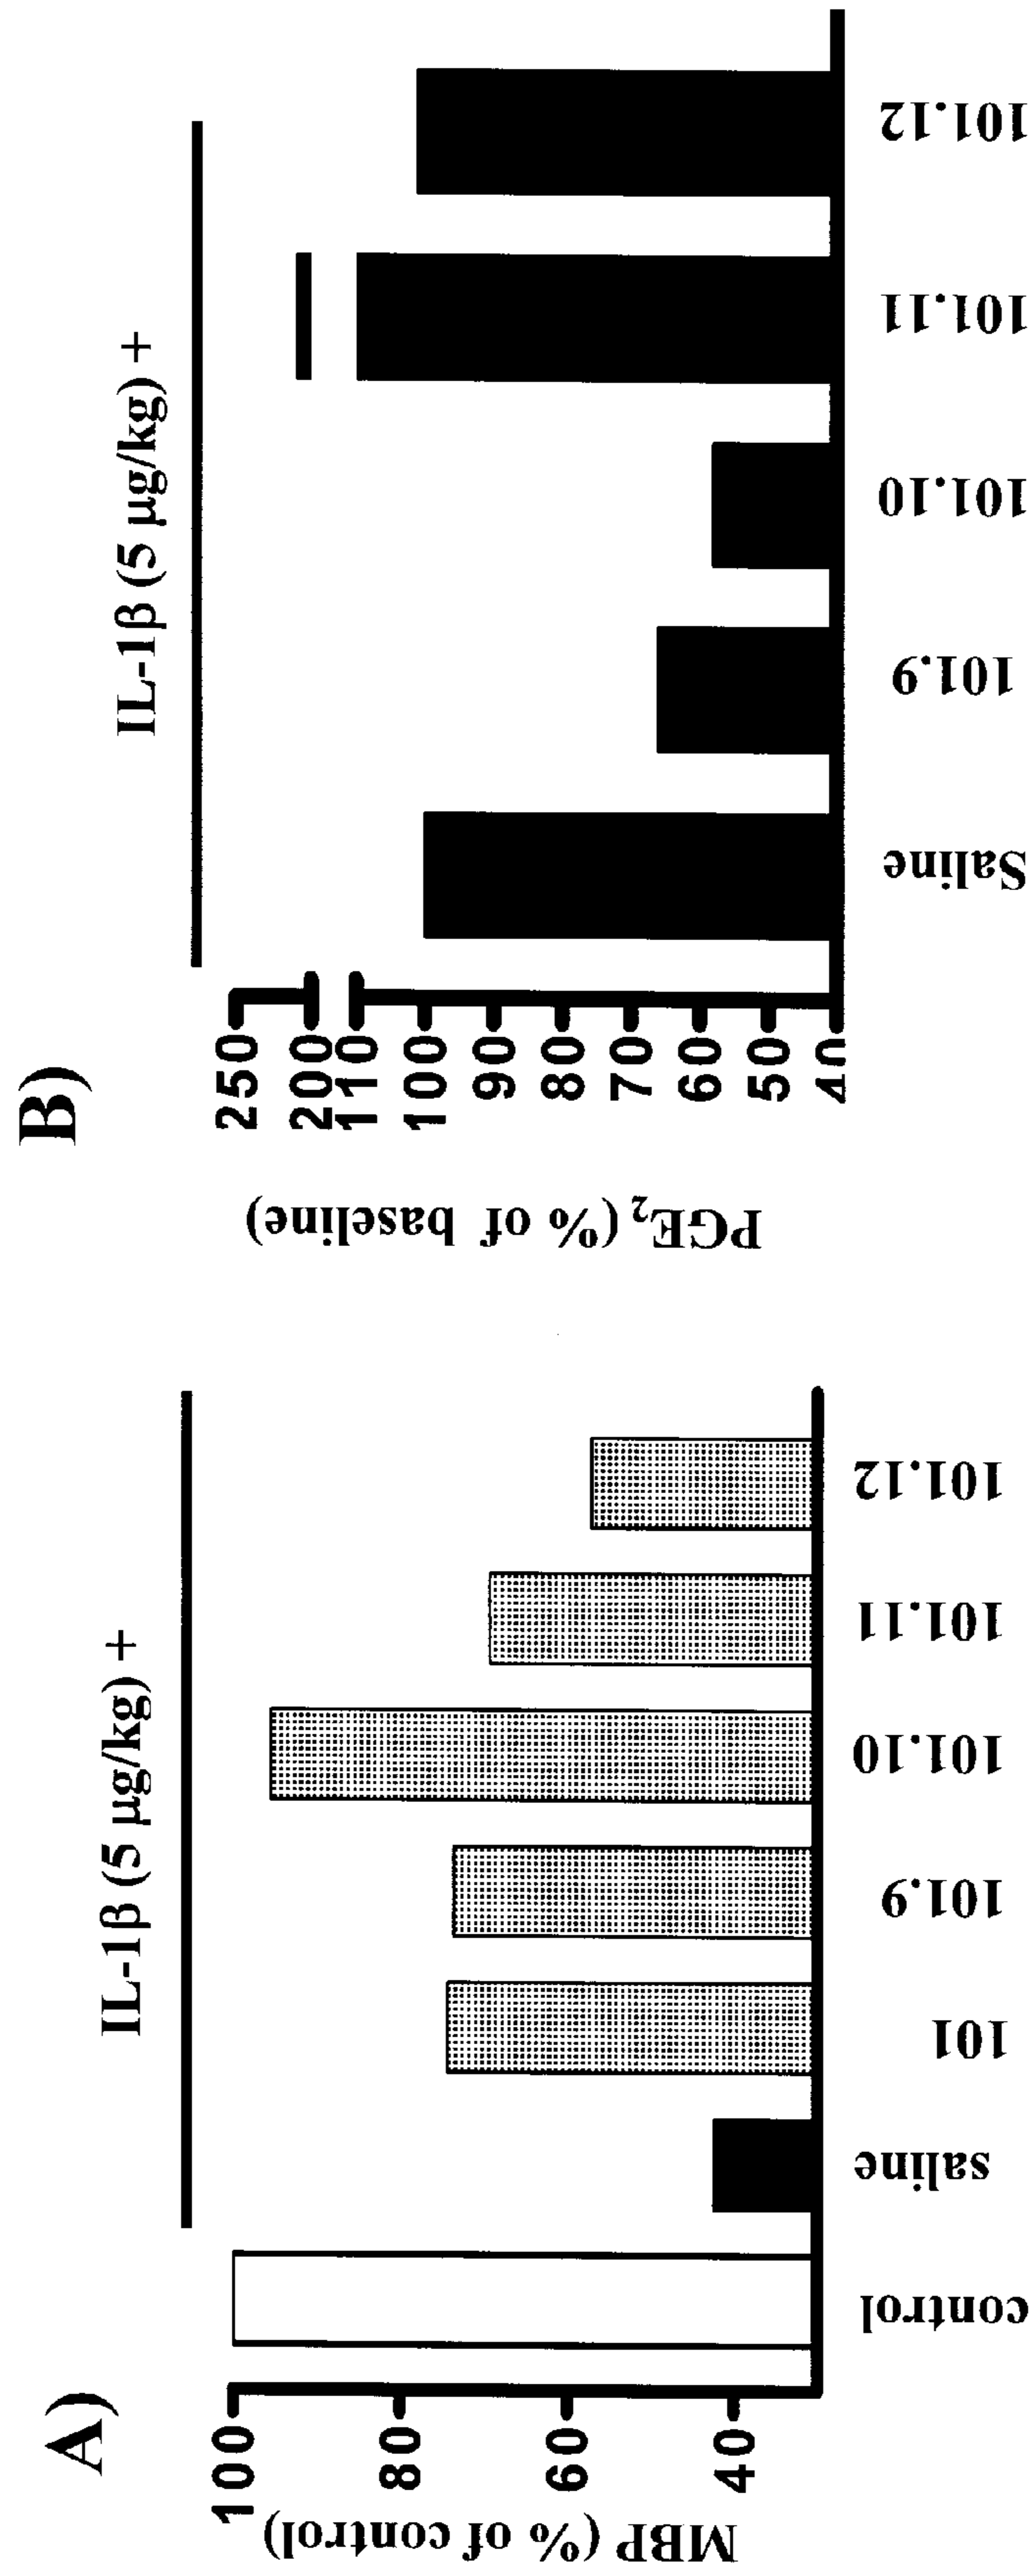 A)
IL-1β (5 μg/kg) +
MBP (% of control)
100
80
60
40
control
saline
101
101.9
101.10
101.11
101.12
B)
IL-1β (5 μg/kg) +
PGE₂ (% of baseline)
250
200
110
100
90
80
70
60
50
40
Saline
101.9
101.10
101.11
101.12